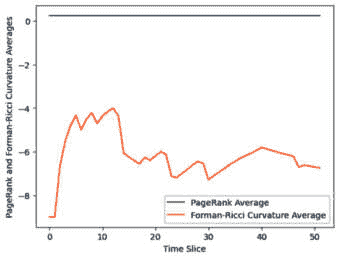 PageRank and Forman-Ricci Curvature Averages
0
−2
−4
−6
−8
0 10 20 30 40 50
Time Slice
PageRank Average
Forman-Ricci Curvature Average